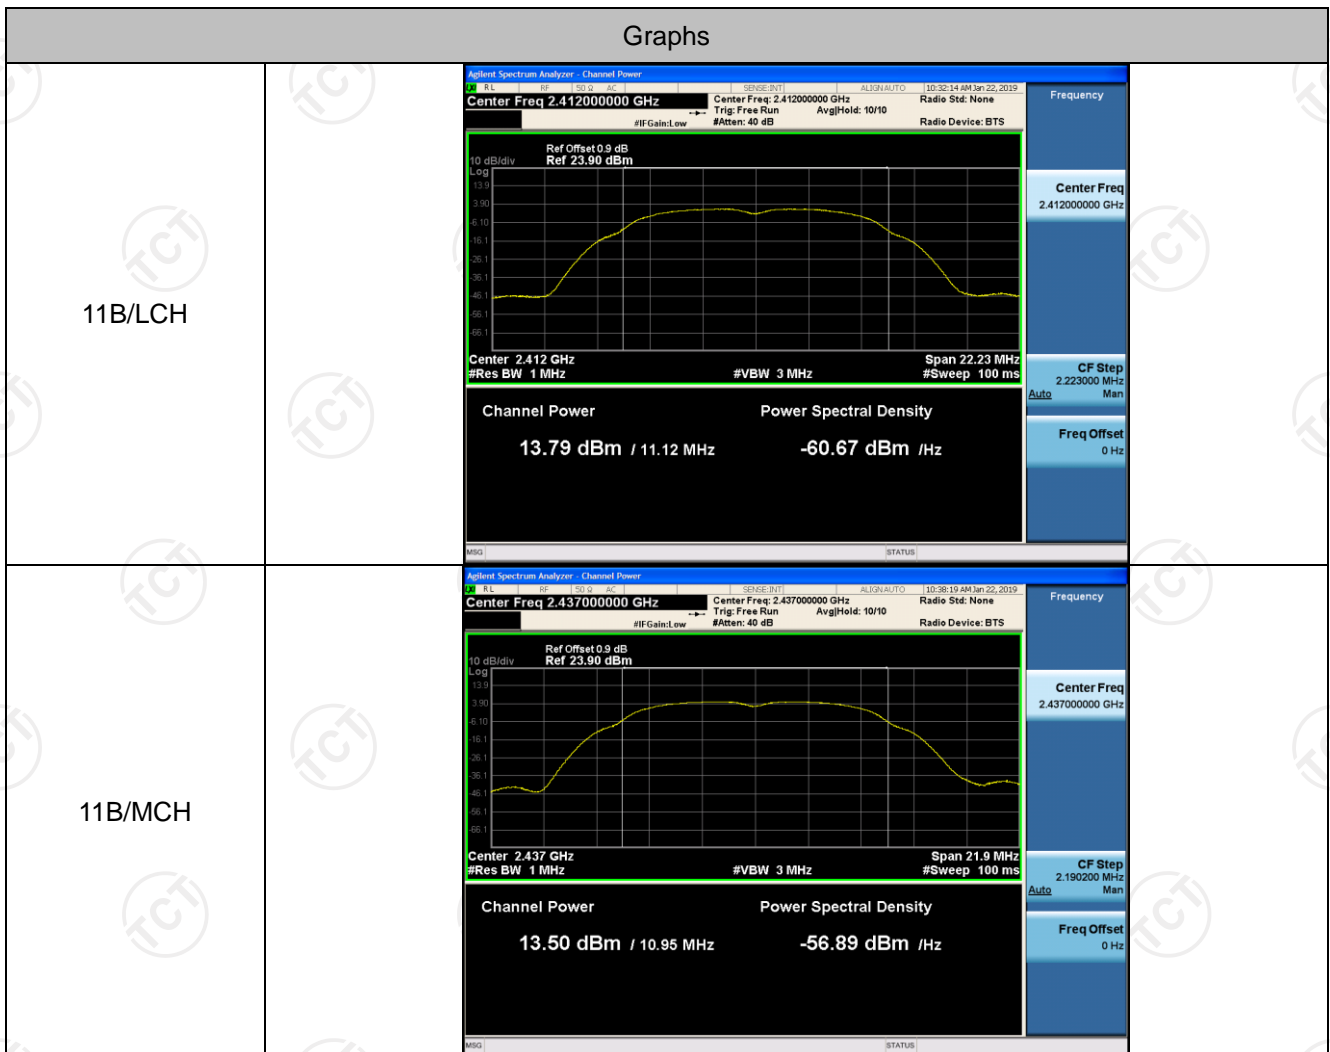 Graphs
11B/LCH
Agilent Spectrum Analyzer - Channel Power
RL RF 50 Ω AC SENSE:INT ALIGNAUTO 10:32:14 AM Jan 22, 2019
Center Freq 2.412000000 GHz
Center Freq: 2.412000000 GHz
Radio Std: None
Trig: Free Run Avg|Hold: 10/10
#IFGain:Low #Atten: 40 dB Radio Device: BTS
Ref Offset 0.9 dB
10 dB/div Ref 23.90 dBm
Log
13.9
3.90
-6.10
-16.1
-26.1
-36.1
-46.1
-56.1
-66.1
Center 2.412 GHz Span 22.23 MHz
#Res BW 1 MHz #VBW 3 MHz #Sweep 100 ms
Channel Power Power Spectral Density
13.79 dBm / 11.12 MHz -60.67 dBm /Hz
MSG STATUS
Frequency
Center Freq
2.412000000 GHz
CF Step
2.223000 MHz
Auto Man
Freq Offset
0 Hz
11B/MCH
Agilent Spectrum Analyzer - Channel Power
RL RF 50 Ω AC SENSE:INT ALIGNAUTO 10:38:19 AM Jan 22, 2019
Center Freq 2.437000000 GHz
Center Freq: 2.437000000 GHz
Radio Std: None
Trig: Free Run Avg|Hold: 10/10
#IFGain:Low #Atten: 40 dB Radio Device: BTS
Ref Offset 0.9 dB
10 dB/div Ref 23.90 dBm
Log
13.9
3.90
-6.10
-16.1
-26.1
-36.1
-46.1
-56.1
-66.1
Center 2.437 GHz Span 21.9 MHz
#Res BW 1 MHz #VBW 3 MHz #Sweep 100 ms
Channel Power Power Spectral Density
13.50 dBm / 10.95 MHz -56.89 dBm /Hz
MSG STATUS
Frequency
Center Freq
2.437000000 GHz
CF Step
2.190200 MHz
Auto Man
Freq Offset
0 Hz
TCT
TCT
TCT
TCT
TCT
TCT
TCT
TCT
TCT
TCT